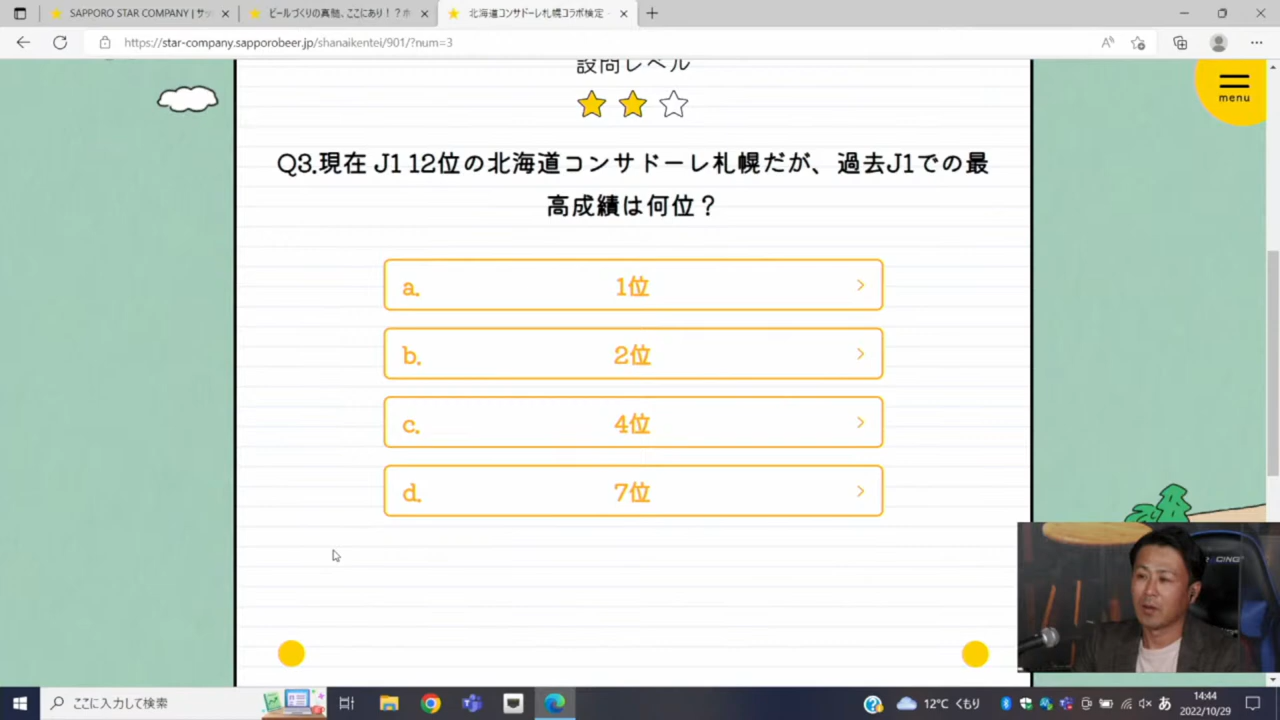 SAPPORO STAR COMPANY | サッ
ビールづくりの真髄、ここにあり！？ホ
北海道コンサドーレ札幌コラボ検定 -
https://star-company.sapporobeer.jp/shanaikentei/901/?num=3
menu
設問レベル
Q3.現在 J1 12位の北海道コンサドーレ札幌だが、過去J1での最
高成績は何位？
a. 1位
b. 2位
c. 4位
d. 7位
ここに入力して検索
12℃ くもり
あ
14:44
2022/10/29